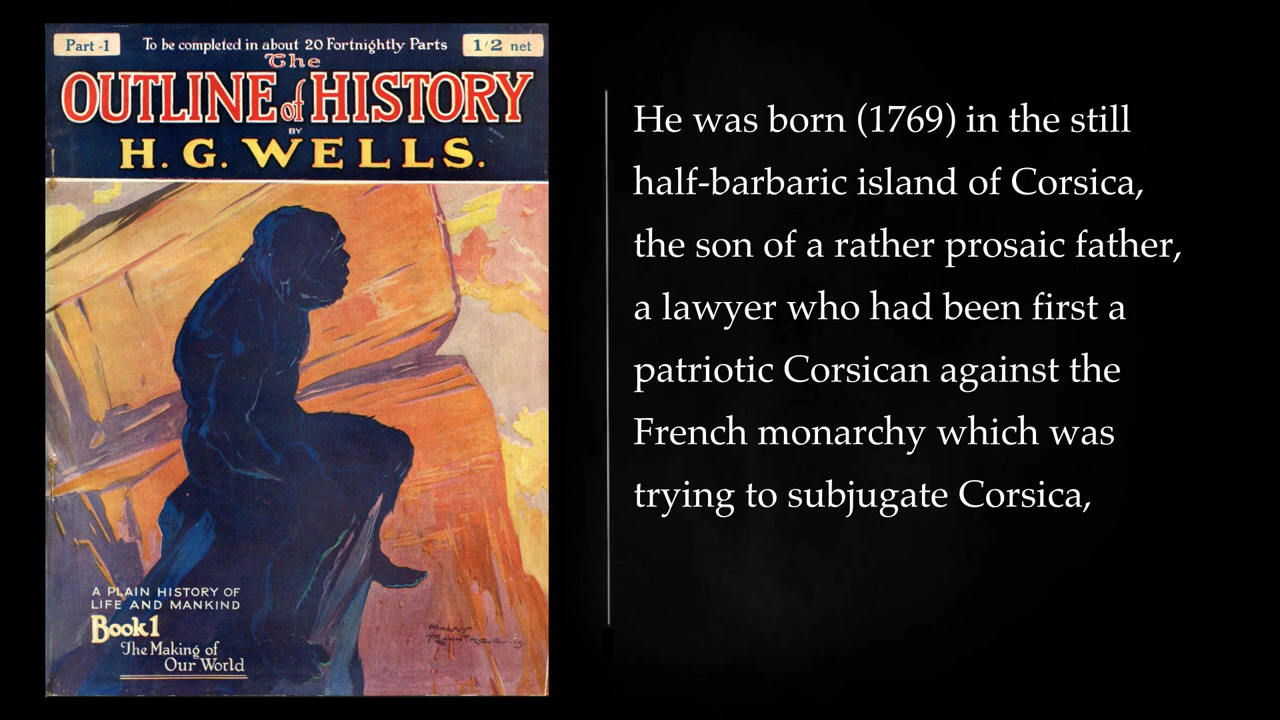 Part -1
To be completed in about 20 Fortnightly Parts
1/2 net
The
OUTLINE of HISTORY
BY
H. G. WELLS.
A PLAIN HISTORY OF
LIFE AND MANKIND
Book 1
The Making of
Our World
He was born (1769) in the still
half-barbaric island of Corsica,
the son of a rather prosaic father,
a lawyer who had been first a
patriotic Corsican against the
French monarchy which was
trying to subjugate Corsica,